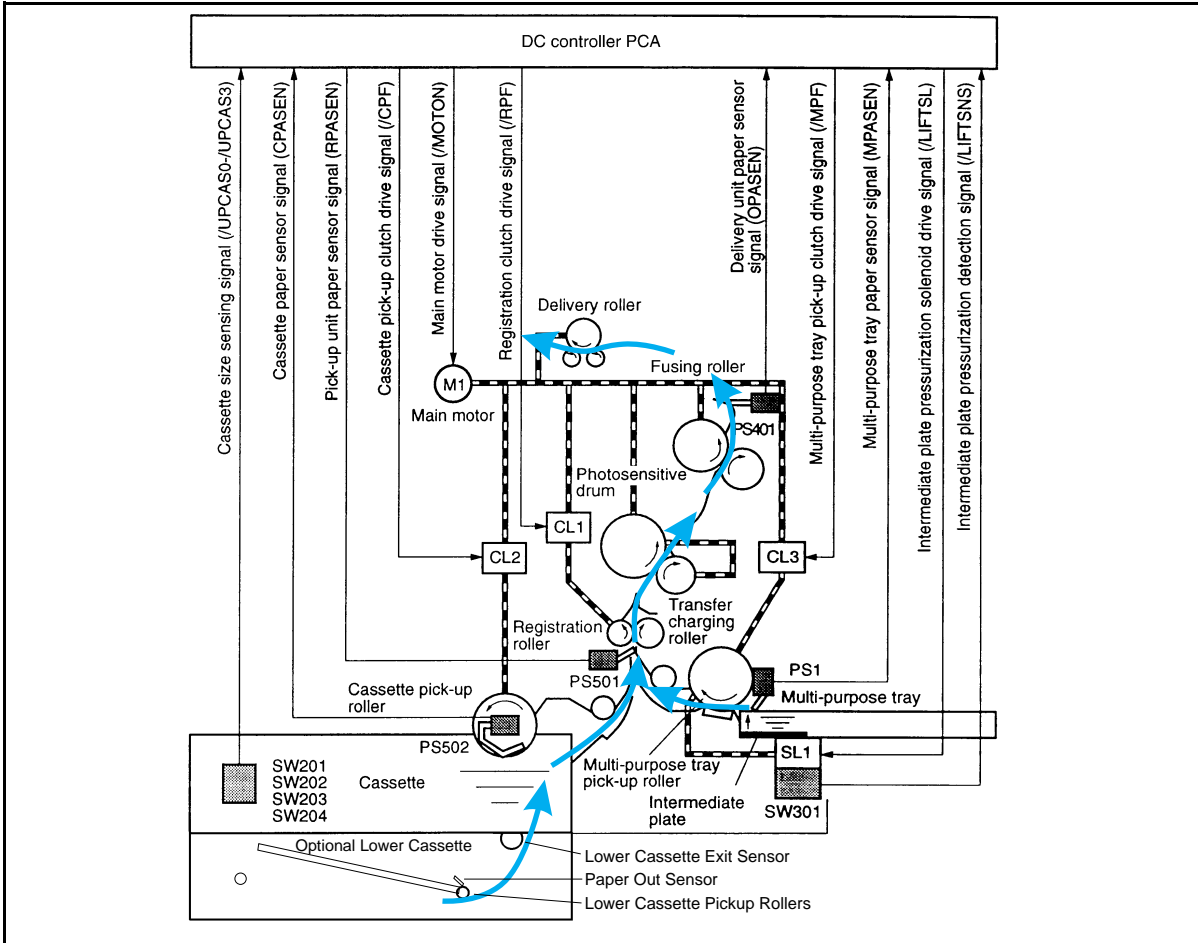 DC controller PCA
Cassette size sensing signal (/UPCAS0-/UPCAS3)
Cassette paper sensor signal (CPASEN)
Pick-up unit paper sensor signal (RPASEN)
Cassette pick-up clutch drive signal (/CPF)
Main motor drive signal (/MOTON)
Registration clutch drive signal (/RPF)
Delivery unit paper sensor
signal (OPASEN)
Multi-purpose tray pick-up clutch drive signal (/MPF)
Multi-purpose tray paper sensor signal (MPASEN)
Intermediate plate pressurization solenoid drive signal (/LIFTSL)
Intermediate plate pressurization detection signal (/LIFTSNS)
Delivery roller
Fusing roller
M1
Main motor
PS401
Photosensitive
drum
CL1
CL2
CL3
Transfer
charging
roller
Registration
roller
PS501
PS1
Multi-purpose tray
Cassette pick-up
roller
PS502
SL1
Multi-purpose tray
pick-up roller
SW201
SW202
SW203
SW204
Cassette
Intermediate
plate
SW301
Optional Lower Cassette
Lower Cassette Exit Sensor
Paper Out Sensor
Lower Cassette Pickup Rollers